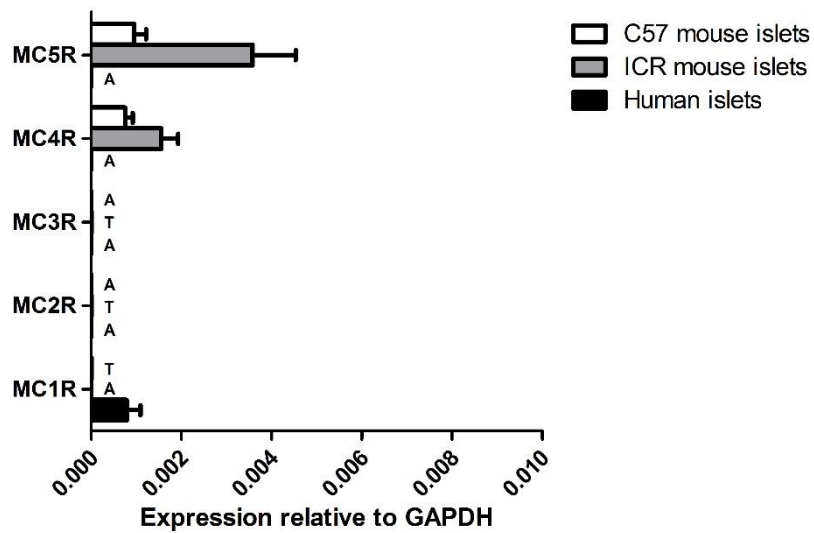 C57 mouse islets
ICR mouse islets
Human islets
MC5R
A
MC4R
A
A
MC3R T
A
A
MC2R T
A
T
MC1R A
0.000 0.002 0.004 0.006 0.008 0.010
Expression relative to GAPDH